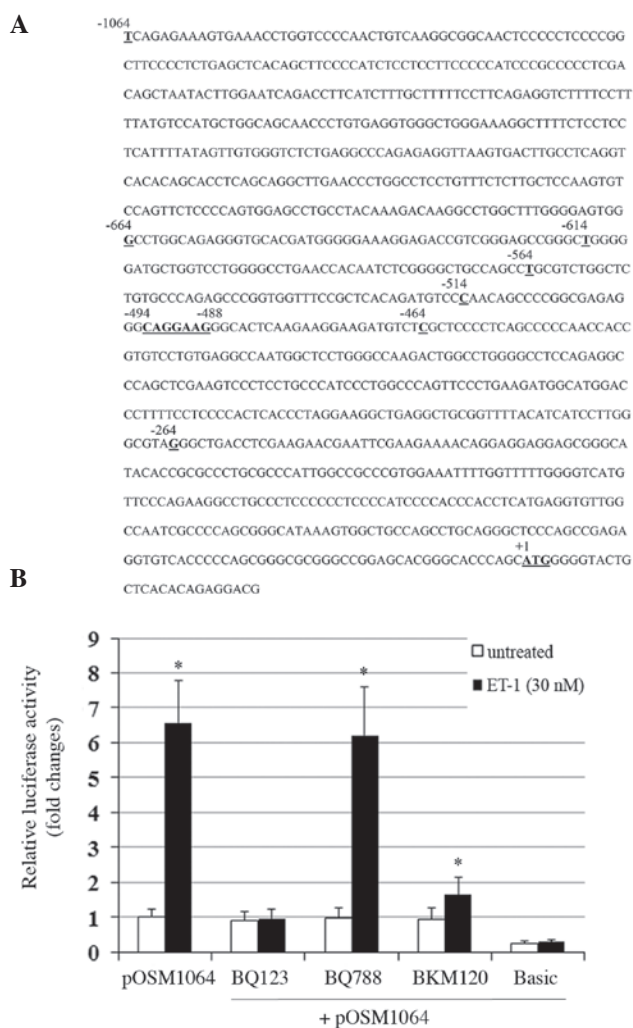 A
-1064
TCAGAGAAAGTGAAACCTGGTCCCCAACTGTCAAGGCGGCAACTCCCCCTCCCCGG
CTTCCCCTCTGAGCTCACAGCTTCCCCATCTCCTCCTTCCCCCATCCCGCCCCCTCGA
CAGCTAATACTTGGAATCAGACCTTCATCTTTGCTTTTTCCTTCAGAGGTCTTTTCCTT
TTATGTCCATGCTGGCAGCAACCCTGTGAGGTGGGCTGGGAAAGGCTTTTCTCCTCC
TCATTTTATAGTTGTGGGTCTCTGAGGCCCAGAGAGGTTAAGTGACTTGCCTCAGGT
CACACAGCACCTCAGCAGGCTTGAACCCTGGCCTCCTGTTTCTCTTGCTCCAAGTGT
CCAGTTCTCCCCAGTGGAGCCTGCCTACAAAGACAAGGCCTGGCTTTGGGGAGTGG
-664 -614
GCCTGGCAGAGGGTGCACGATGGGGGAAAGGAGACCGTCGGGAGCCGGGCTGGGG
-564
GATGCTGGTCCTGGGGCCTGAACCACAATCTCGGGGCTGCCAGCCTGCGTCTGGCTC
-514
TGTGCCCAGAGCCCGGTGGTTTCCGCTCACAGATGTCCCAACAGCCCCGGCGAGAG
-494 -488 -464
GGCAGGAAGGGCACTCAAGAAGGAAGATGTCTCGCTCCCCTCAGCCCCCAACCACC
GTGTCCTGTGAGGCCAATGGCTCCTGGGCCAAGACTGGCCTGGGGCCTCCAGAGGC
CCAGCTCGAAGTCCCTCCTGCCCATCCCTGGCCCAGTTCCCTGAAGATGGCATGGAC
CCTTTTCCTCCCCACTCACCCTAGGAAGGCTGAGGCTGCGGTTTTACATCATCCTTGG
-264
GCGTAGGGCTGACCTCGAAGAACGAATTCGAAGAAAACAGGAGGAGGAGCGGGCA
TACACCGCGCCCTGCGCCCATTGGCCGCCCGTGGAAATTTTGGTTTTTGGGGTCATG
TTCCCAGAAGGCCTGCCCTCCCCCCTCCCCATCCCCACCCACCTCATGAGGTGTTGG
CCAATCGCCCCAGCGGGCATAAAGTGGCTGCCAGCCTGCAGGGCTCCCAGCCGAGA
+1
GGTGTCACCCCCAGCGGGCGCGGGCCGGAGCACGGGCACCCAGCATGGGGGTACTG
CTCACACAGAGGACG
B
Relative luciferase activity
(fold changes)
9
8
7
6
5
4
3
2
1
0
untreated
ET-1 (30 nM)
* * *
pOSM1064 BQ123 BQ788 BKM120 Basic
+ pOSM1064